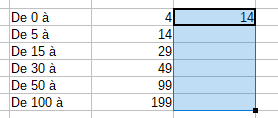 De 0 à 4 14
De 5 à 14
De 15 à 29
De 30 à 49
De 50 à 99
De 100 à 199